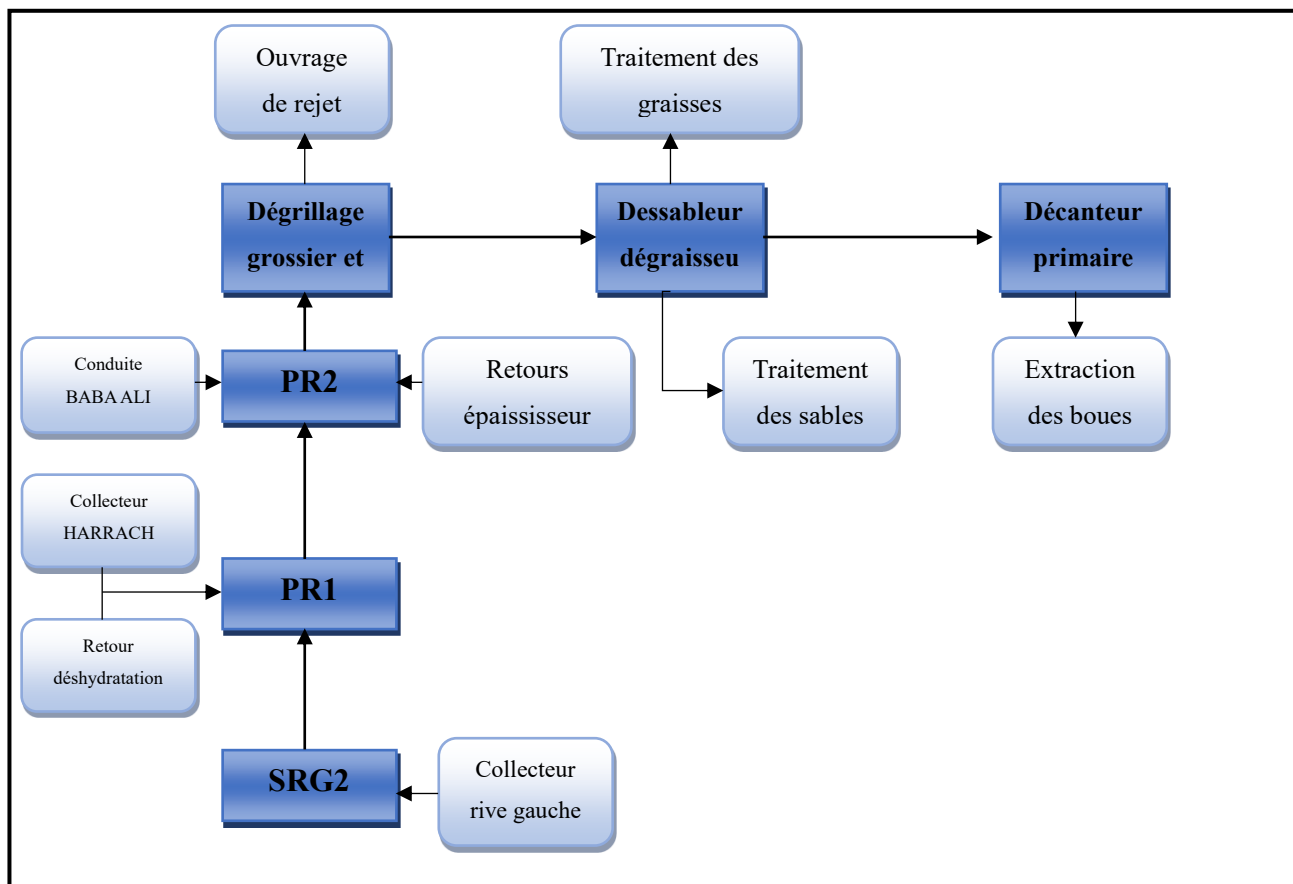 Ouvrage
de rejet
Traitement des
graisses
Dégrillage
grossier et
Dessableur
dégraisseu
Décanteur
primaire
Conduite
BABA ALI
PR2
Retours
épaississeur
Traitement
des sables
Extraction
des boues
Collecteur
HARRACH
PR1
Retour
déshydratation
SRG2
Collecteur
rive gauche